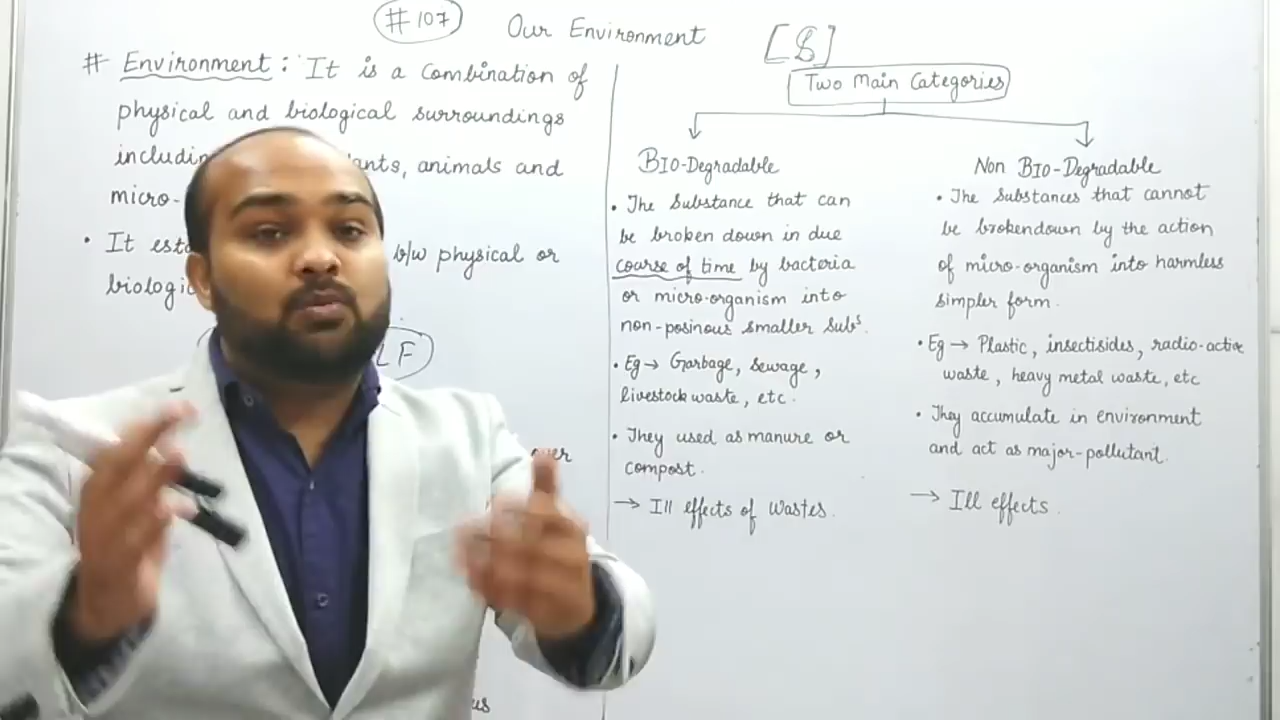 #107
Our Environment
[$]
# Environment : It is a combination of
physical and biological surroundings
animals and
micro-
• It
b/w physical or
LF
over
Two Main Categories
BIO-Degradable
• The Substance that can
be broken down in due
course of time by bacteria
or micro-organism into
non-posinous smaller subs.
• Eg → Garbage, Sewage,
livestock waste, etc.
• They used as manure or
compost.
→ Ill effects of Wastes.
Non BIO-Degradable
• The Substances that cannot
be brokendown by the action
of micro-organism into harmless
simpler form.
• Eg → Plastic, insectisides, radio-active
waste, heavy metal waste, etc
• They accumulate in environment
and act as major-pollutant.
→ Ill effects.